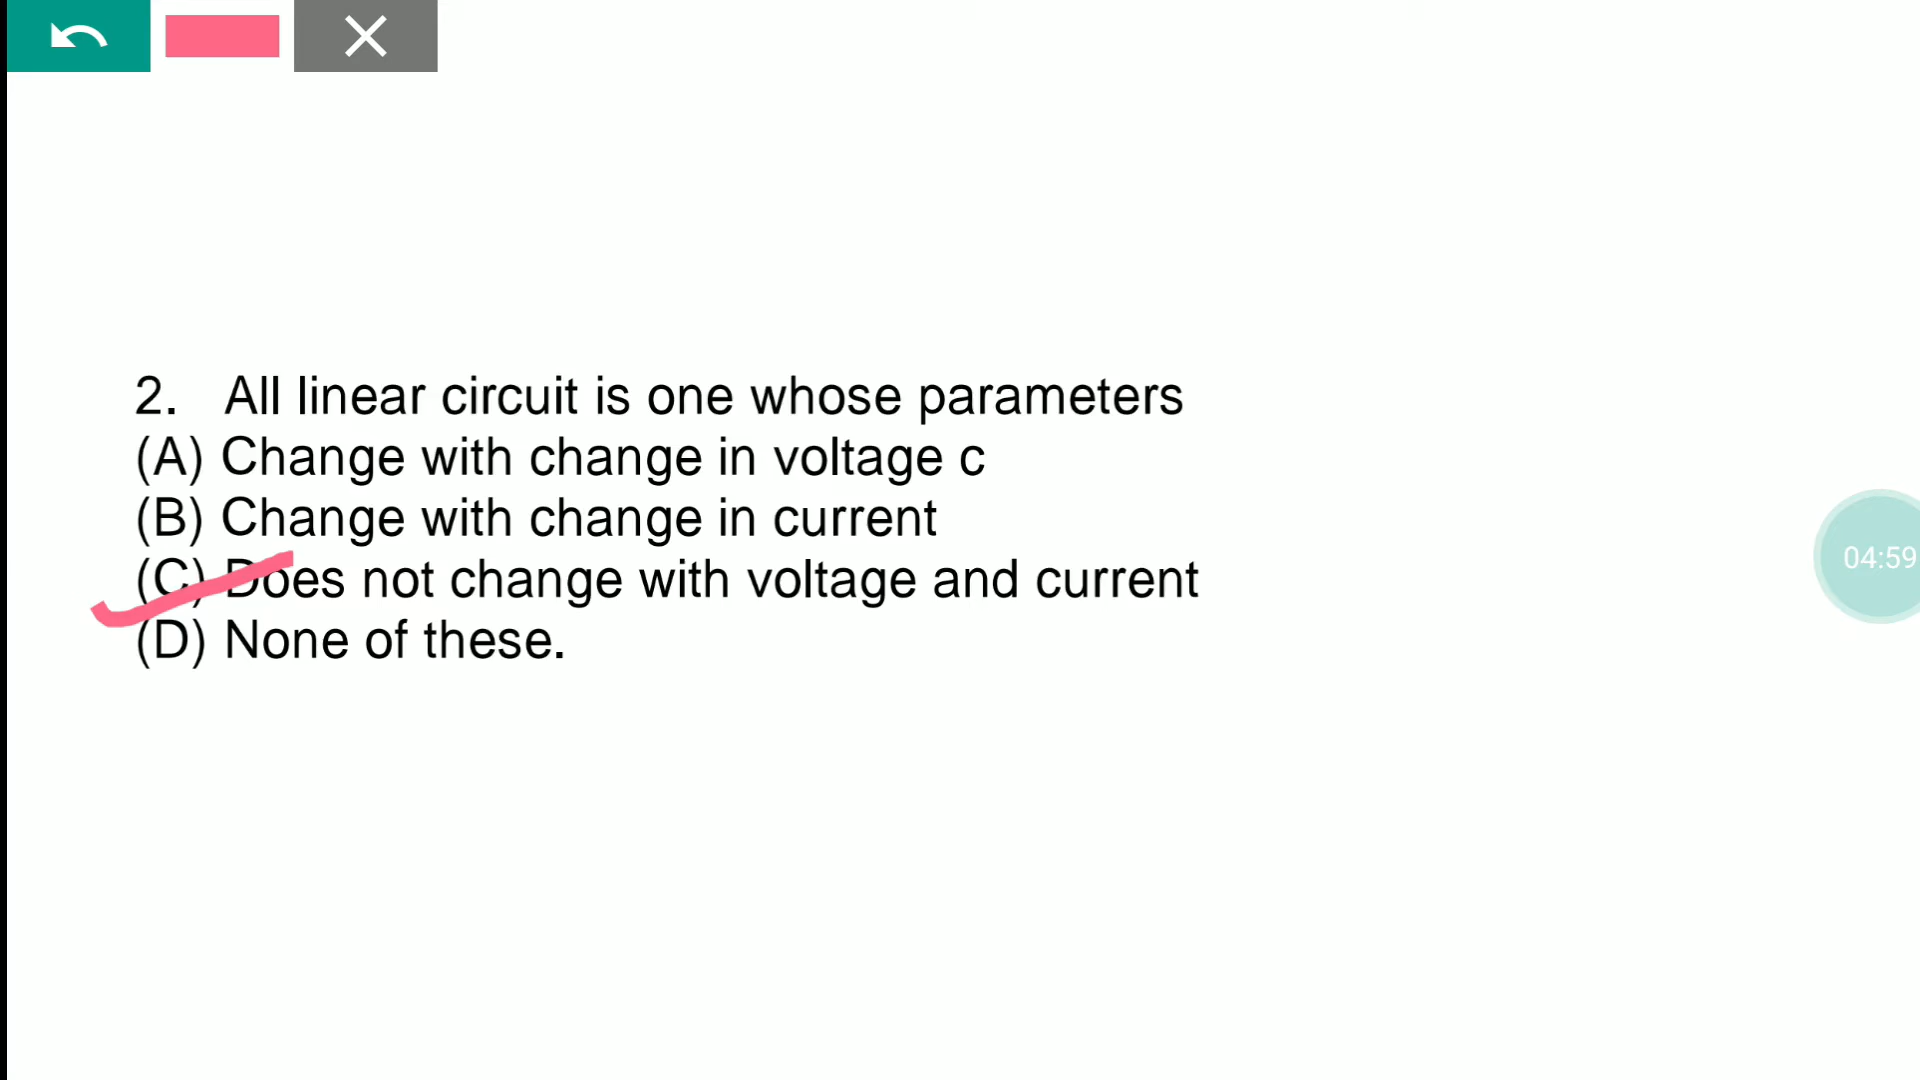 2. All linear circuit is one whose parameters
(A) Change with change in voltage c
(B) Change with change in current
(C) Does not change with voltage and current
(D) None of these.
04:59